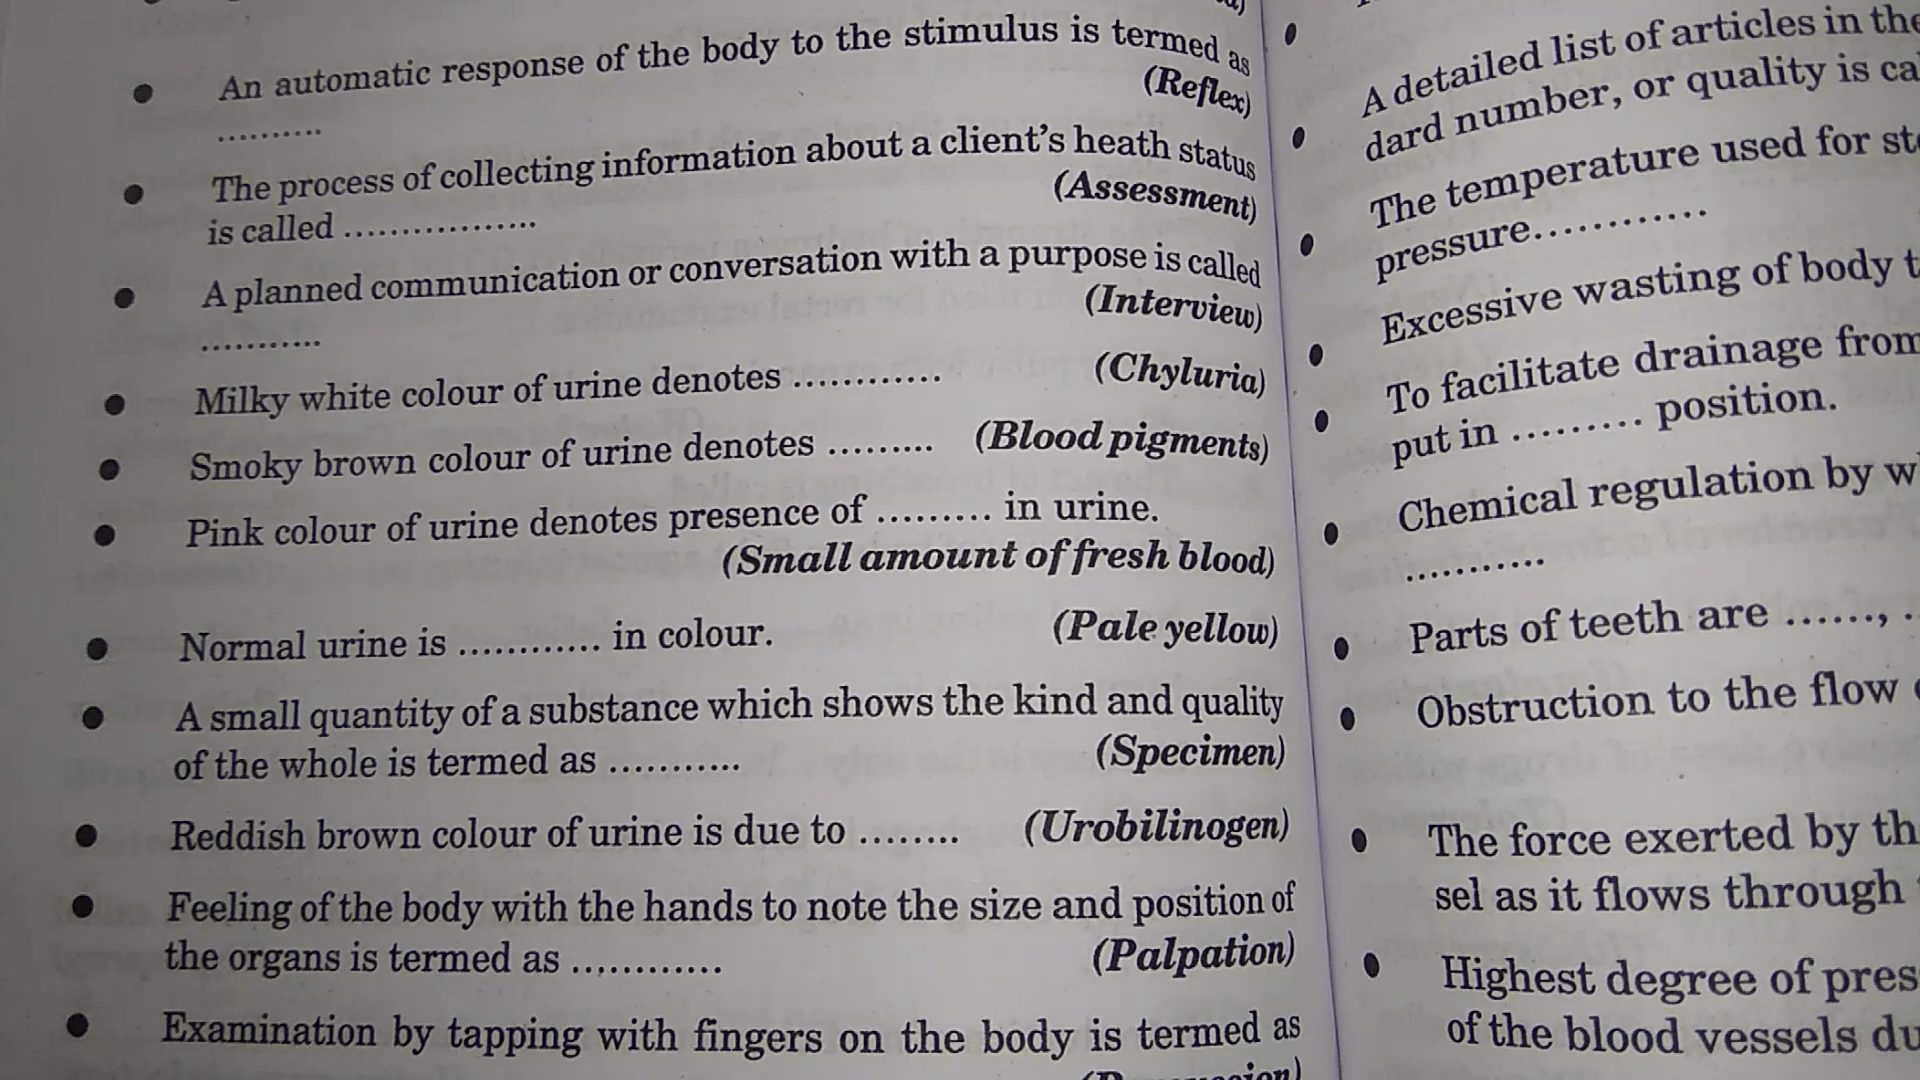 An automatic response of the body to the stimulus is termed as
(Reflex)
..........
The process of collecting information about a client's heath status
(Assessment)
is called .................
A planned communication or conversation with a purpose is called
(Interview)
...........
Milky white colour of urine denotes ............ (Chyluria)
Smoky brown colour of urine denotes ......... (Blood pigments)
Pink colour of urine denotes presence of ......... in urine.
(Small amount of fresh blood)
Normal urine is ............ in colour. (Pale yellow)
A small quantity of a substance which shows the kind and quality
of the whole is termed as ........... (Specimen)
Reddish brown colour of urine is due to ........ (Urobilinogen)
Feeling of the body with the hands to note the size and position of
the organs is termed as ............ (Palpation)
Examination by tapping with fingers on the body is termed as
A detailed list of articles in the
dard number, or quality is
The temperature used for
pressure...........
Excessive wasting of body
To facilitate drainage from
put in ......... position.
Chemical regulation by
...........
Parts of teeth are ......,
Obstruction to the flow
The force exerted by
sel as it flows through
Highest degree of
of the blood vessels